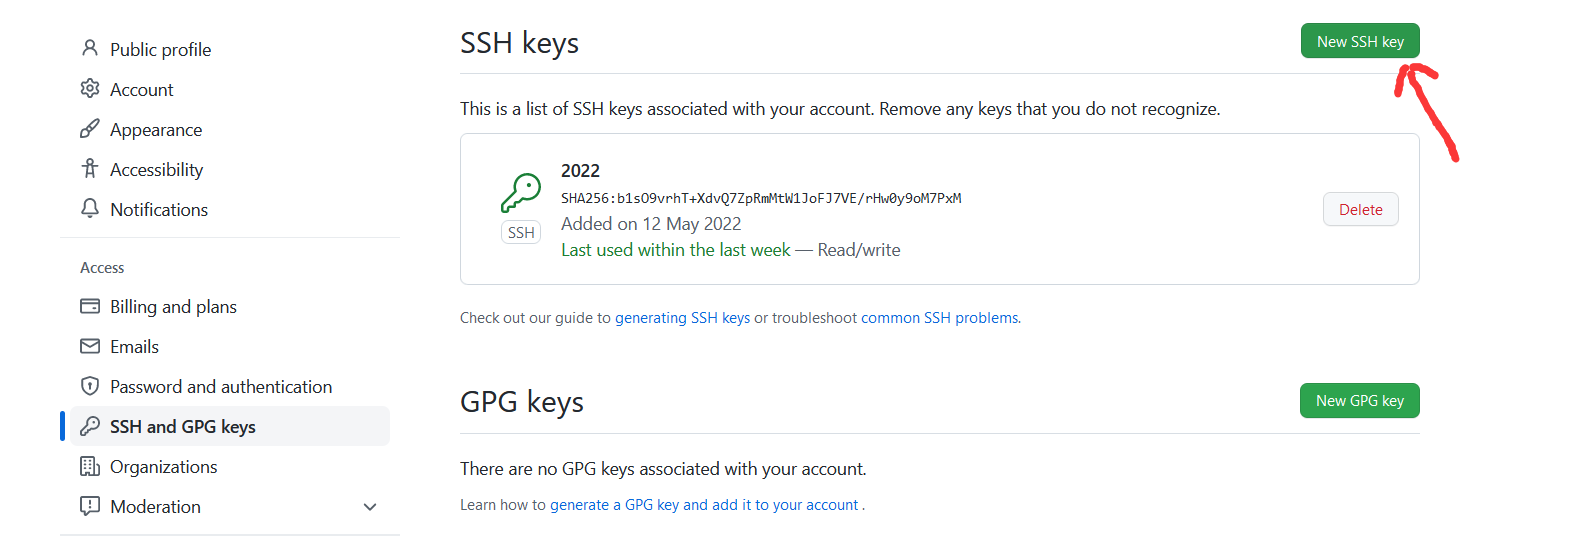 Public profile
Account
Appearance
Accessibility
Notifications
Access
Billing and plans
Emails
Password and authentication
SSH and GPG keys
Organizations
Moderation
SSH keys
New SSH key
This is a list of SSH keys associated with your account. Remove any keys that you do not recognize.
2022
SHA256:b1sO9vrhT+XdvQ7ZpRmMtW1JoFJ7VE/rHw0y9oM7PxM
SSH
Added on 12 May 2022
Last used within the last week — Read/write
Delete
Check out our guide to generating SSH keys or troubleshoot common SSH problems.
GPG keys
New GPG key
There are no GPG keys associated with your account.
Learn how to generate a GPG key and add it to your account .